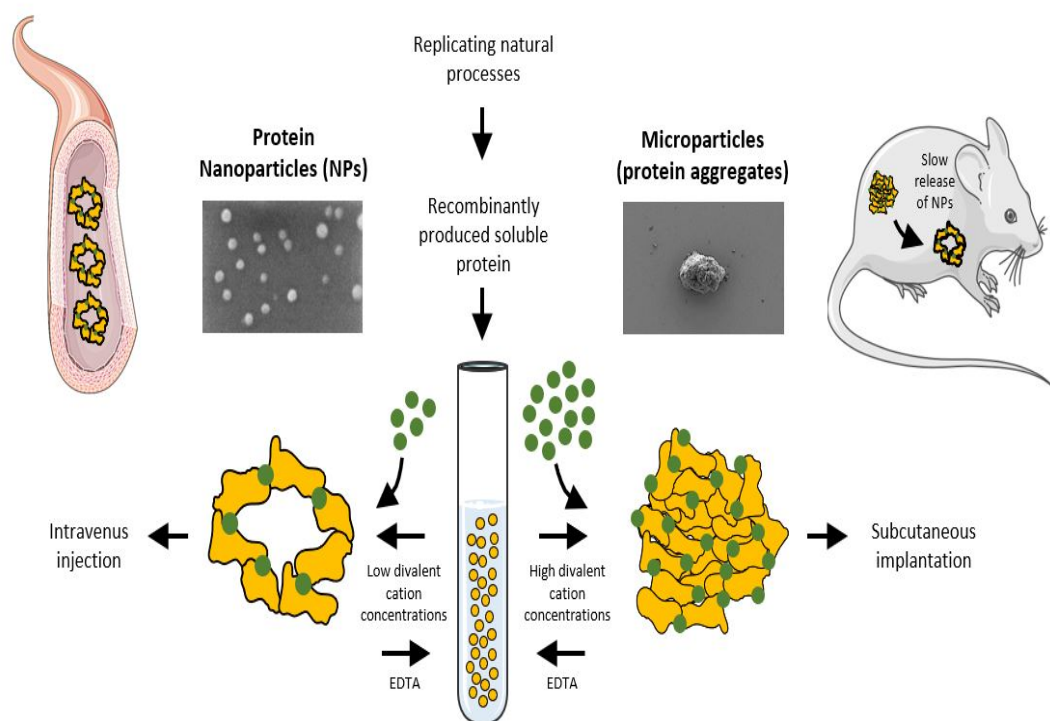 Replicating natural
processes
Protein
Nanoparticles (NPs)
Microparticles
(protein aggregates)
Slow
release
of NPs
Recombinantly
produced soluble
protein
Intravenus
injection
Low divalent
cation
concentrations
High divalent
cation
concentrations
Subcutaneous
implantation
EDTA
EDTA